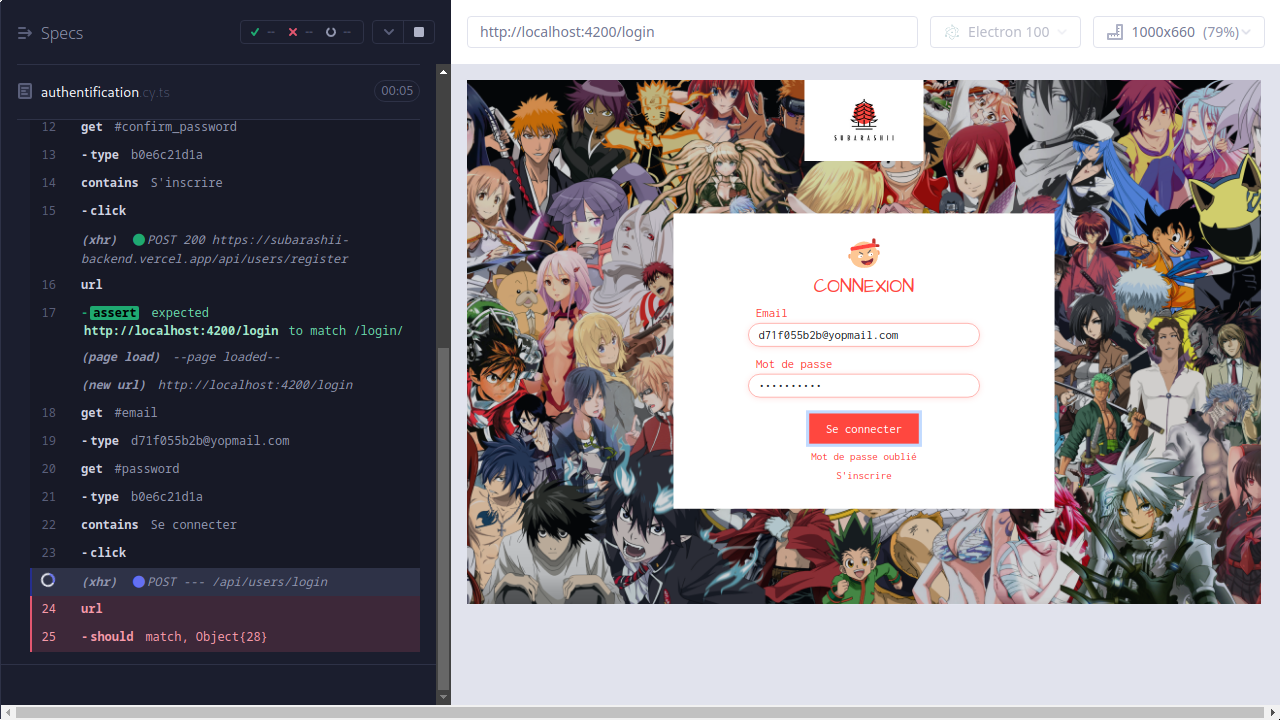 Specs
--
--
--
authentification.cy.ts
00:05
12 get #confirm_password
13 -type b0e6c21d1a
14 contains S'inscrire
15 -click
(xhr) POST 200 https://subarashii-
backend.vercel.app/api/users/register
16 url
17 -assert expected
http://localhost:4200/login to match /login/
(page load) --page loaded--
(new url) http://localhost:4200/login
18 get #email
19 -type d71f055b2b@yopmail.com
20 get #password
21 -type b0e6c21d1a
22 contains Se connecter
23 -click
(xhr) POST --- /api/users/login
24 url
25 -should match, Object{28}
http://localhost:4200/login
Electron 100
1000x660 (79%)
SUBARASHII
CONNEXION
Email
d71f055b2b@yopmail.com
Mot de passe
••••••••••
Se connecter
Mot de passe oublié
S'inscrire